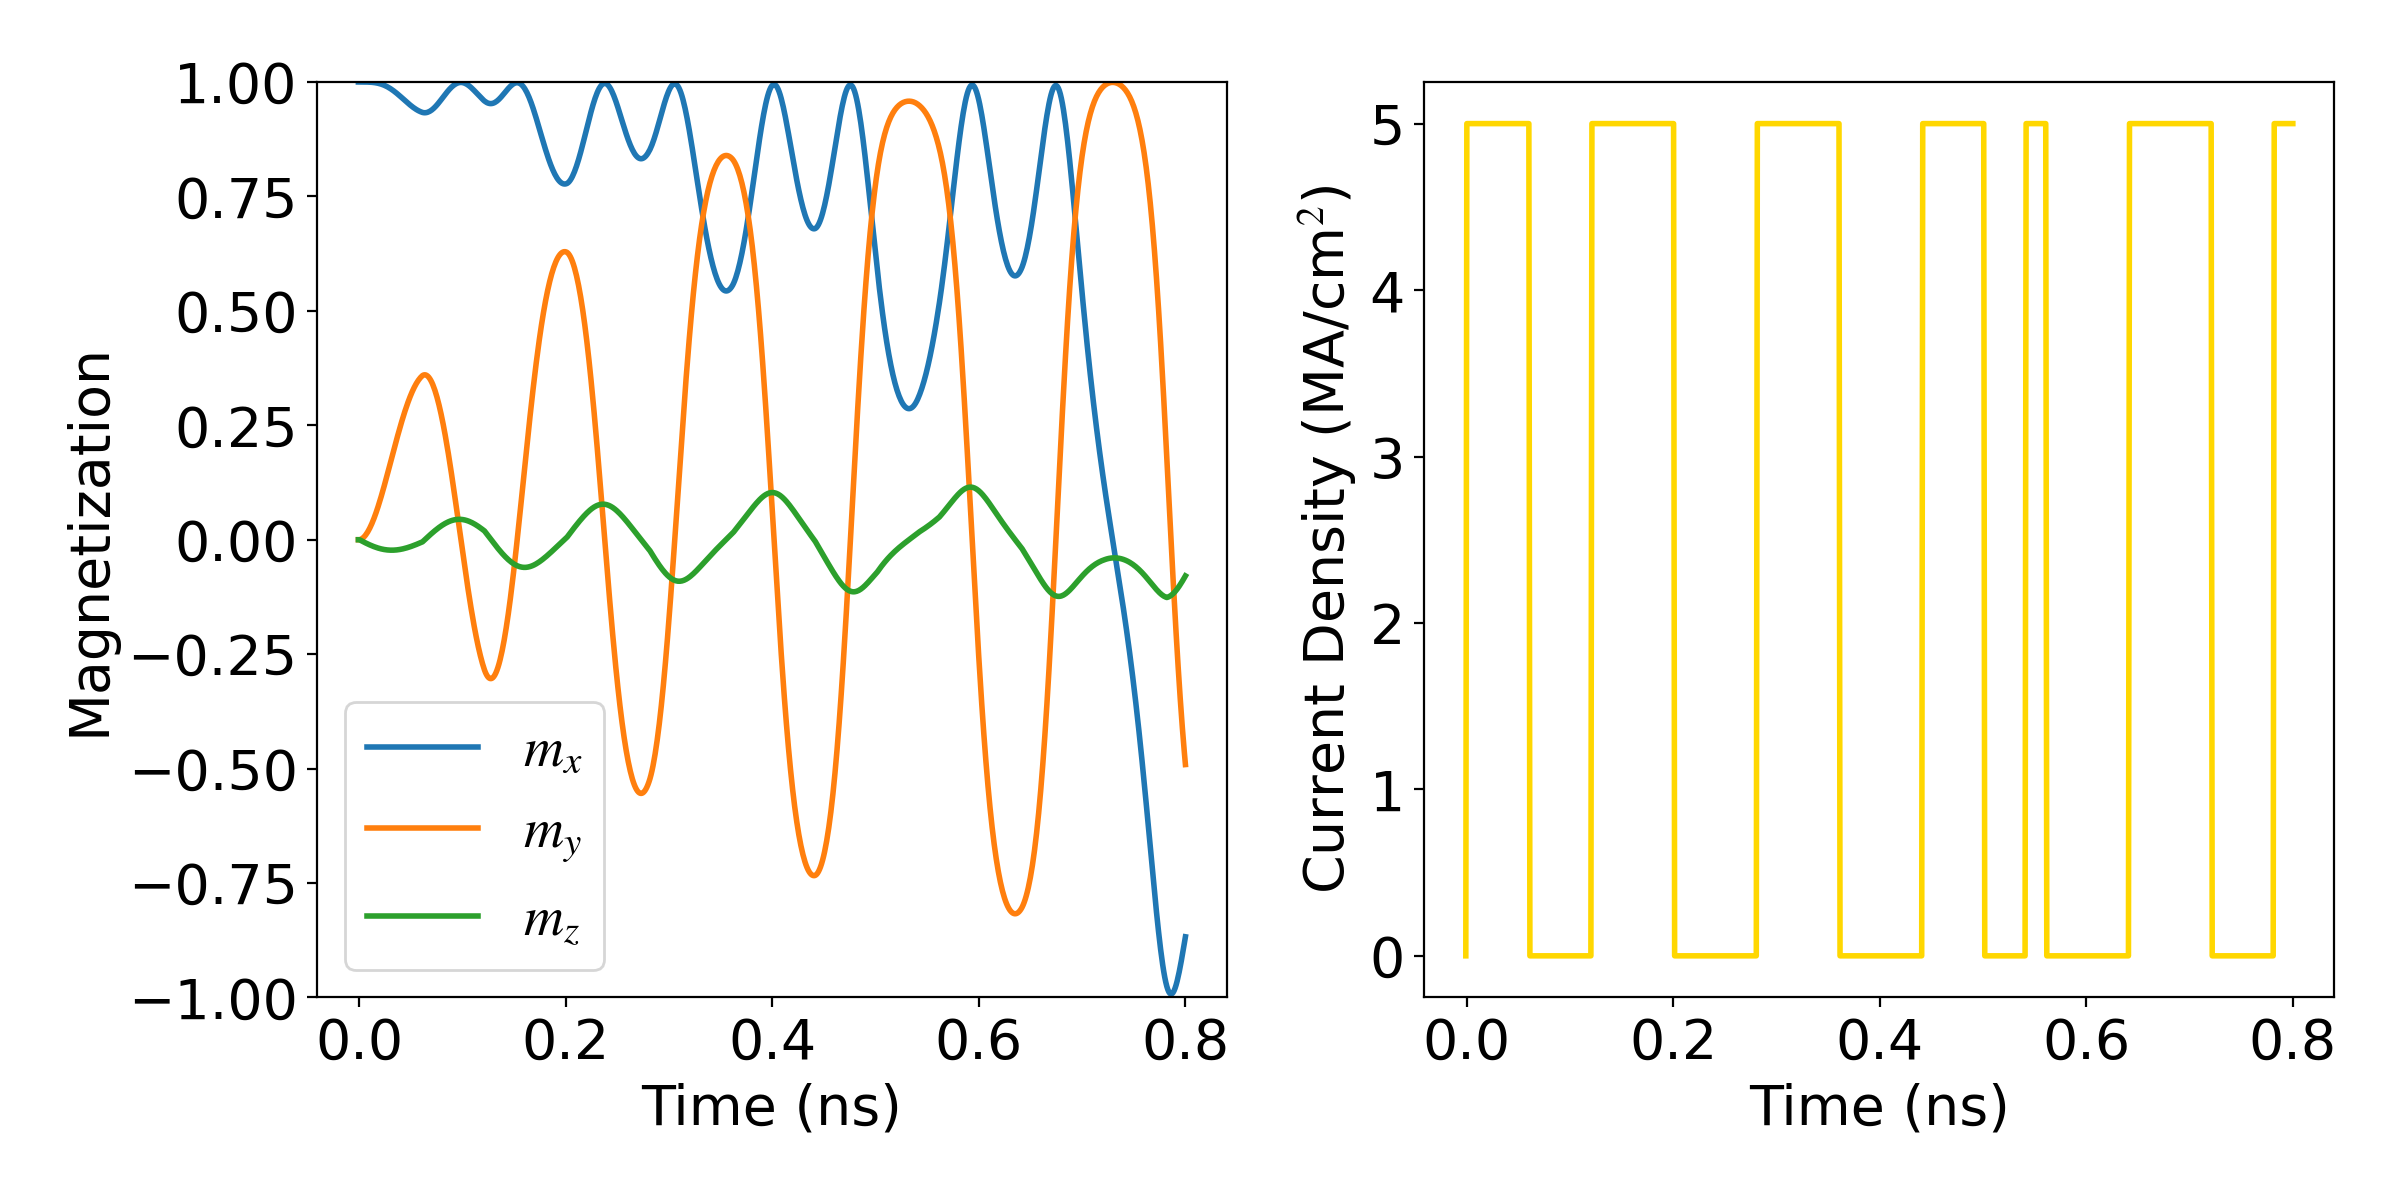 1.00
0.75
0.50
0.25
0.00
−0.25
−0.50
−0.75
−1.00
Magnetization
m_x
m_y
m_z
0.0 0.2 0.4 0.6 0.8
Time (ns)
5
4
3
2
1
0
Current Density (MA/cm²)
0.0 0.2 0.4 0.6 0.8
Time (ns)